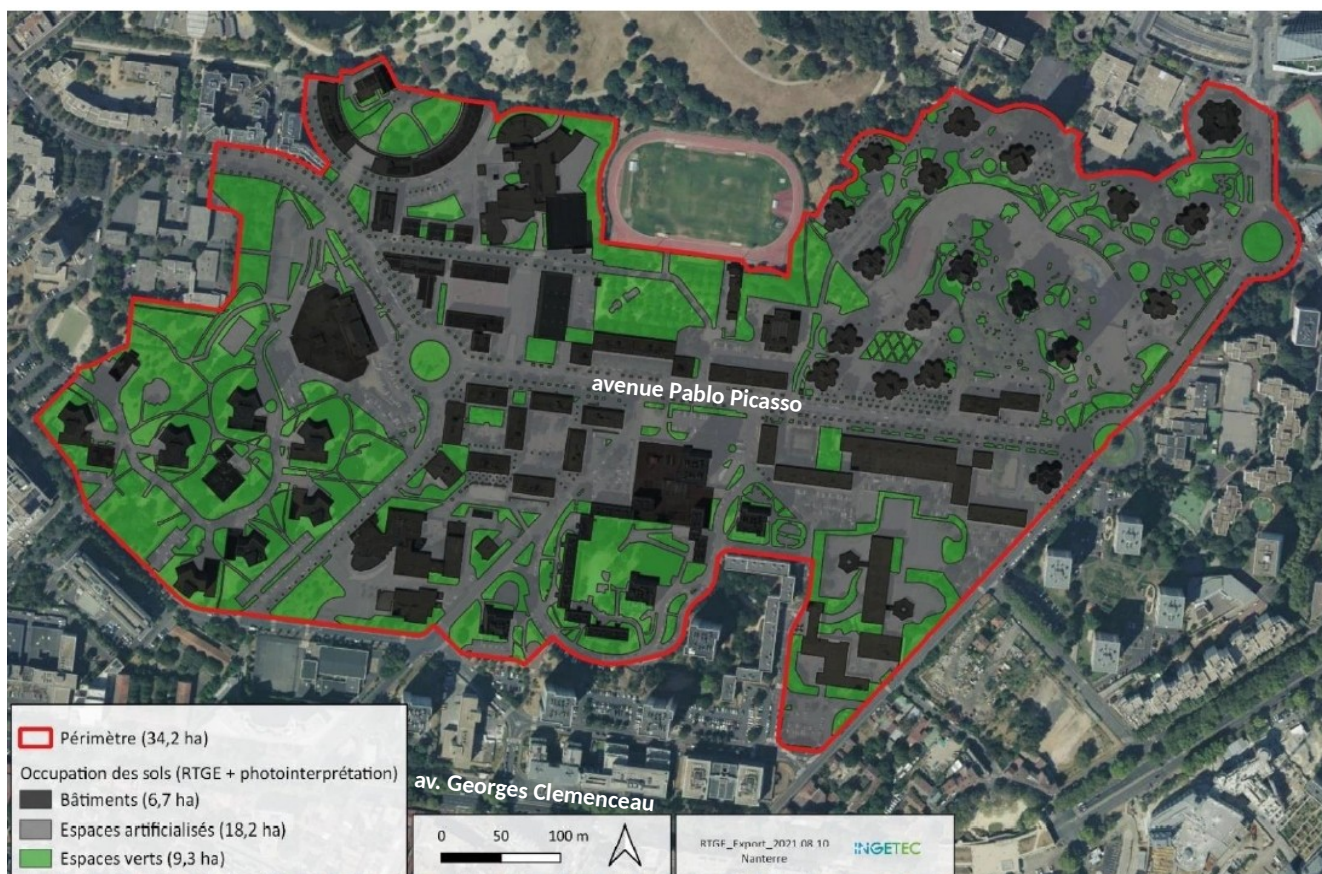 avenue Pablo Picasso
Périmètre (34,2 ha)
Occupation des sols (RTGE + photointerprétation)
Bâtiments (6,7 ha)
Espaces artificialisés (18,2 ha)
Espaces verts (9,3 ha)
av. Georges Clemenceau
0 50 100 m
RTGE_Export_2021.08.10
Nanterre
INGETEC